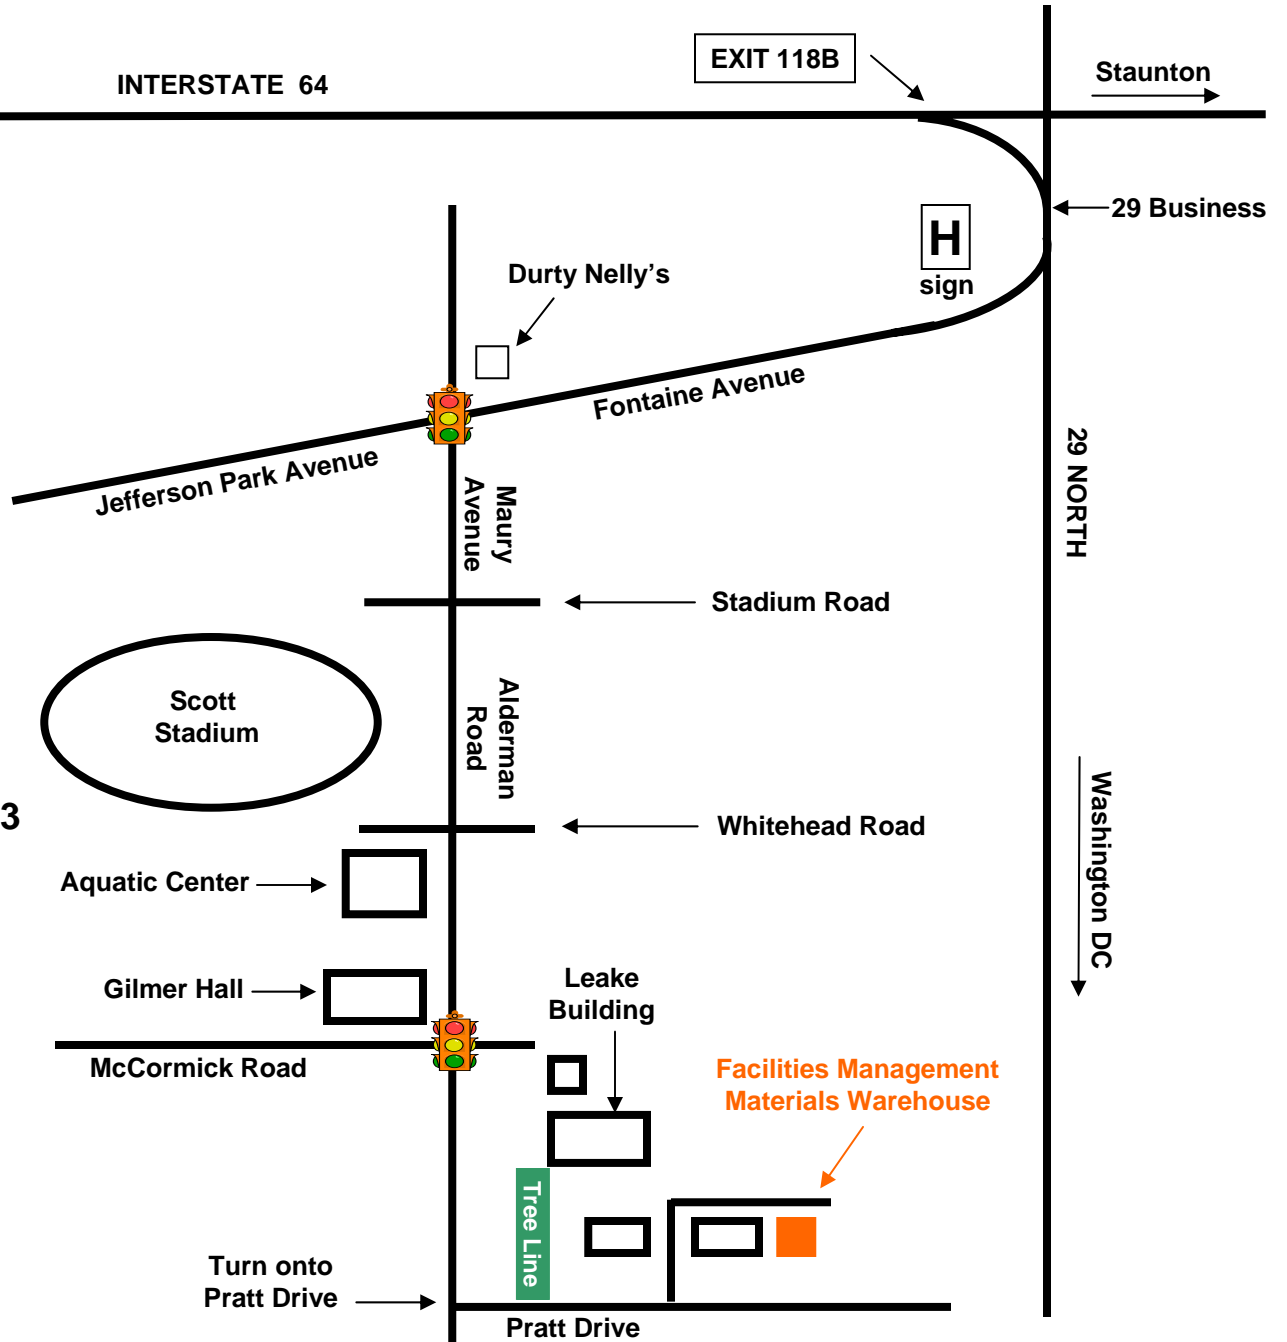 EXIT 118B
INTERSTATE 64
Staunton
29 Business
H
sign
Durty Nelly's
Fontaine Avenue
Jefferson Park Avenue
29 NORTH
Maury
Avenue
Stadium Road
Scott
Stadium
Alderman
Road
Washington DC
3
Whitehead Road
Aquatic Center
Gilmer Hall
Leake
Building
McCormick Road
Facilities Management
Materials Warehouse
Tree Line
Turn onto
Pratt Drive
Pratt Drive